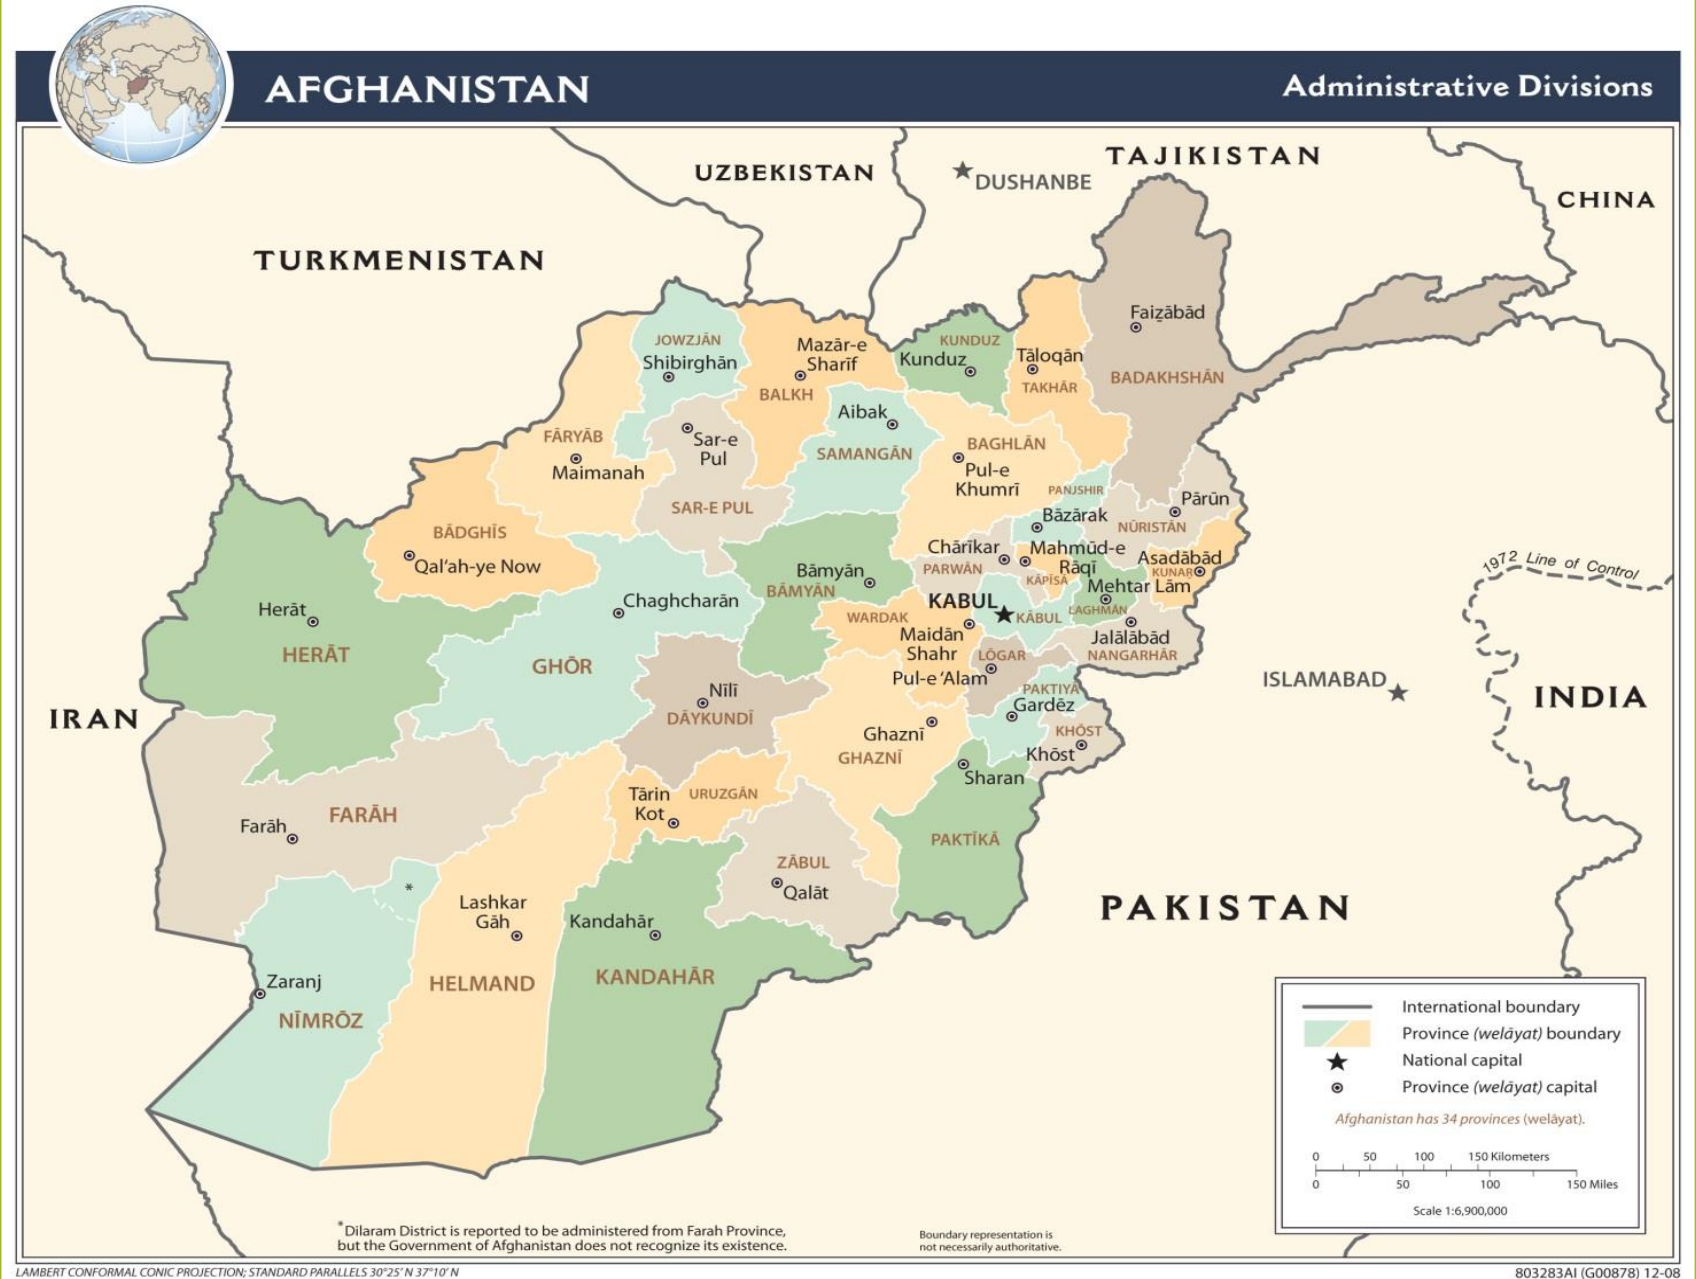 AFGHANISTAN
Administrative Divisions
UZBEKISTAN
TAJIKISTAN
DUSHANBE
CHINA
TURKMENISTAN
Faizābād
JOWZJĀN
Shibirghān
Mazār-e
Sharīf
KUNDUZ
Kunduz
Tāloqān
TAKHĀR
BADAKHSHĀN
BALKH
Aibak
FĀRYĀB
Maimanah
Sar-e
Pul
SAMANGĀN
BAGHLĀN
Pul-e
Khumrī
SAR-E PUL
PANJSHIR
Pārūn
Bāzārak
NŪRISTĀN
BĀDGHĪS
Qal'ah-ye Now
Chārīkar
PARWĀN
Mahmūd-e
Rāqī
KĀPĪSĀ
Asadābād
KUNAṞ
Mehtar Lām
LAGHMĀN
1972 Line of Control
Bāmyān
BĀMYĀN
Chaghcharān
KABUL
KĀBUL
WARDAK
Maidān
Shahr
Jalālābād
NANGARHĀR
Herāt
HERĀT
GHŌR
LŌGAR
Pul-e ‘Alam
PAKTIYĀ
Gardēz
ISLAMABAD
INDIA
IRAN
Nīlī
DĀYKUNDĪ
Ghaznī
GHAZNĪ
KHŌST
Khōst
Sharan
Tārin
Kot
URUZGĀN
FARĀH
Farāh
PAKTĪKĀ
ZĀBUL
Qalāt
*
Lashkar
Gāh
Kandahār
PAKISTAN
HELMAND
KANDAHĀR
Zaranj
NĪMRŌZ
International boundary
Province (welāyat) boundary
National capital
Province (welāyat) capital
Afghanistan has 34 provinces (welāyat).
0 50 100 150 Kilometers
0 50 100 150 Miles
Scale 1:6,900,000
*Dilaram District is reported to be administered from Farah Province,
but the Government of Afghanistan does not recognize its existence.
Boundary representation is
not necessarily authoritative.
LAMBERT CONFORMAL CONIC PROJECTION; STANDARD PARALLELS 30°25' N 37°10' N
803283AI (G00878) 12-08